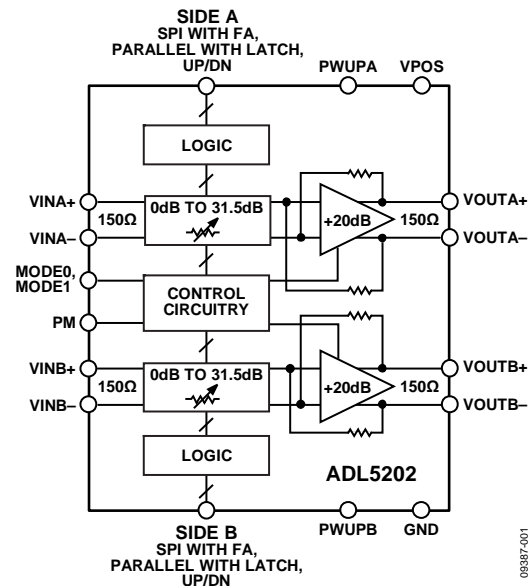 SIDE A
SPI WITH FA,
PARALLEL WITH LATCH,
UP/DN
PWUPA
VPOS
LOGIC
VINA+
150Ω
VINA–
0dB TO 31.5dB
+20dB
150Ω
VOUTA+
VOUTA–
MODE0,
MODE1
PM
CONTROL
CIRCUITRY
VINB+
150Ω
VINB–
0dB TO 31.5dB
+20dB
150Ω
VOUTB+
VOUTB–
LOGIC
ADL5202
SIDE B
SPI WITH FA,
PARALLEL WITH LATCH,
UP/DN
PWUPB
GND
09387-001